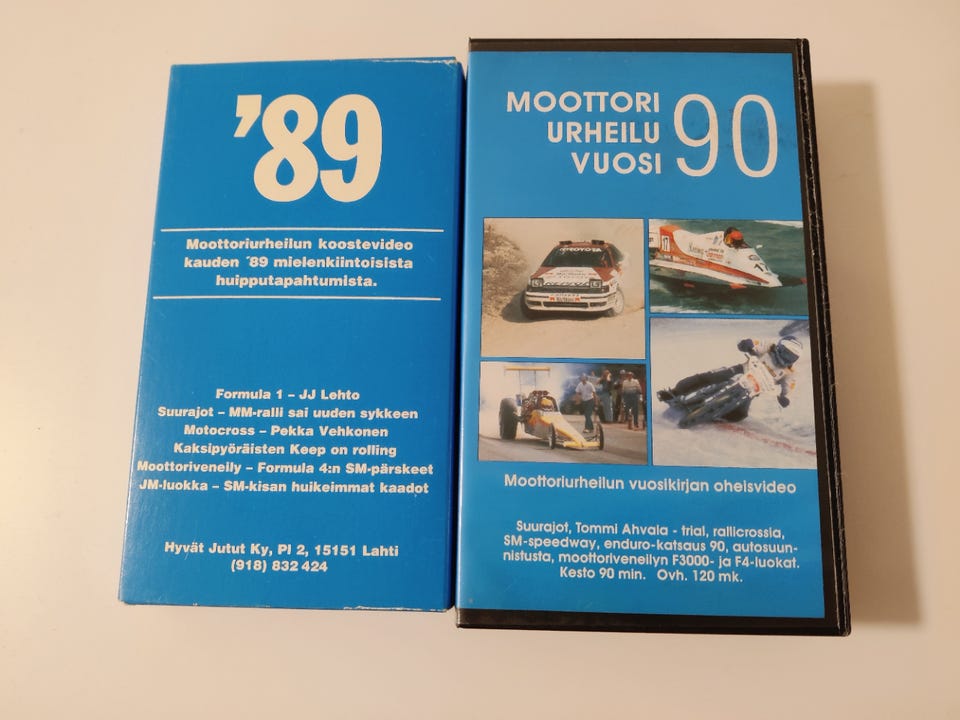 '89
Moottoriurheilun koostevideo
kauden ´89 mielenkiintoisista
huipputapahtumista.
Formula 1 – JJ Lehto
Suurajot – MM-ralli sai uuden sykkeen
Motocross – Pekka Vehkonen
Kaksipyöräisten Keep on rolling
Moottoriveneily – Formula 4:n SM-pärskeet
JM-luokka – SM-kisan huikeimmat kaadot
Hyvät Jutut Ky, Pl 2, 15151 Lahti
(918) 832 424
MOOTTORI
URHEILU
VUOSI
90
TOYOTA
17
Moottoriurheilun vuosikirjan oheisvideo
Suurajot, Tommi Ahvala - trial, rallicrossia,
SM-speedway, enduro-katsaus 90, autosuun-
nistusta, moottoriveneilyn F3000- ja F4-luokat.
Kesto 90 min. Ovh. 120 mk.